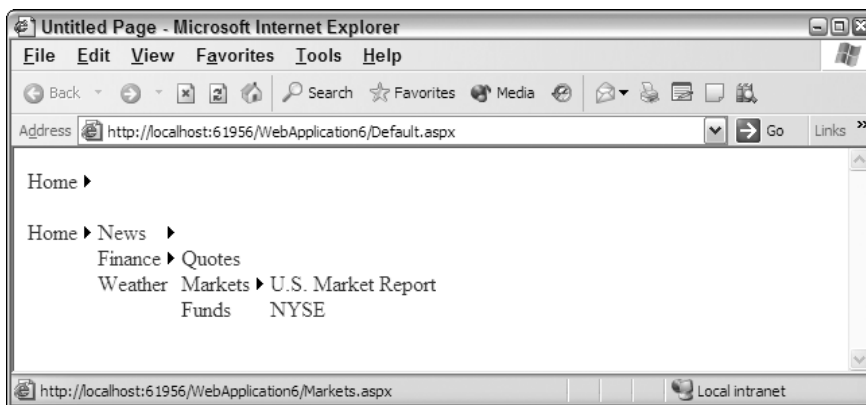 Untitled Page - Microsoft Internet Explorer
File Edit View Favorites Tools Help
Back Search Favorites Media
Address http://localhost:61956/WebApplication6/Default.aspx Go Links »
Home
Home News
Finance Quotes
Weather Markets U.S. Market Report
Funds NYSE
http://localhost:61956/WebApplication6/Markets.aspx Local intranet